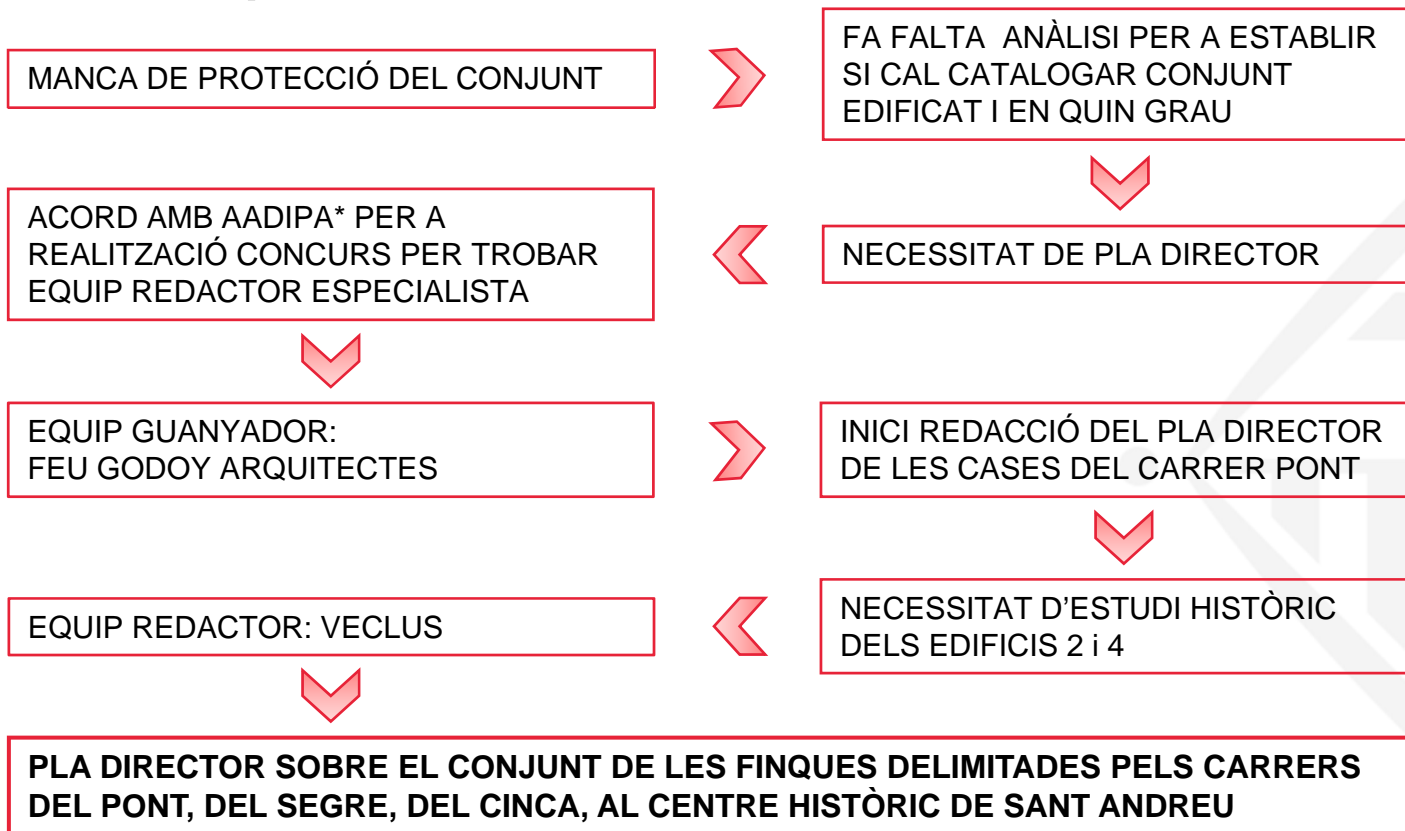 MANCA DE PROTECCIÓ DEL CONJUNT
FA FALTA ANÀLISI PER A ESTABLIR
SI CAL CATALOGAR CONJUNT
EDIFICAT I EN QUIN GRAU
NECESSITAT DE PLA DIRECTOR
ACORD AMB AADIPA* PER A
REALITZACIÓ CONCURS PER TROBAR
EQUIP REDACTOR ESPECIALISTA
EQUIP GUANYADOR:
FEU GODOY ARQUITECTES
INICI REDACCIÓ DEL PLA DIRECTOR
DE LES CASES DEL CARRER PONT
NECESSITAT D’ESTUDI HISTÒRIC
DELS EDIFICIS 2 i 4
EQUIP REDACTOR: VECLUS
PLA DIRECTOR SOBRE EL CONJUNT DE LES FINQUES DELIMITADES PELS CARRERS
DEL PONT, DEL SEGRE, DEL CINCA, AL CENTRE HISTÒRIC DE SANT ANDREU